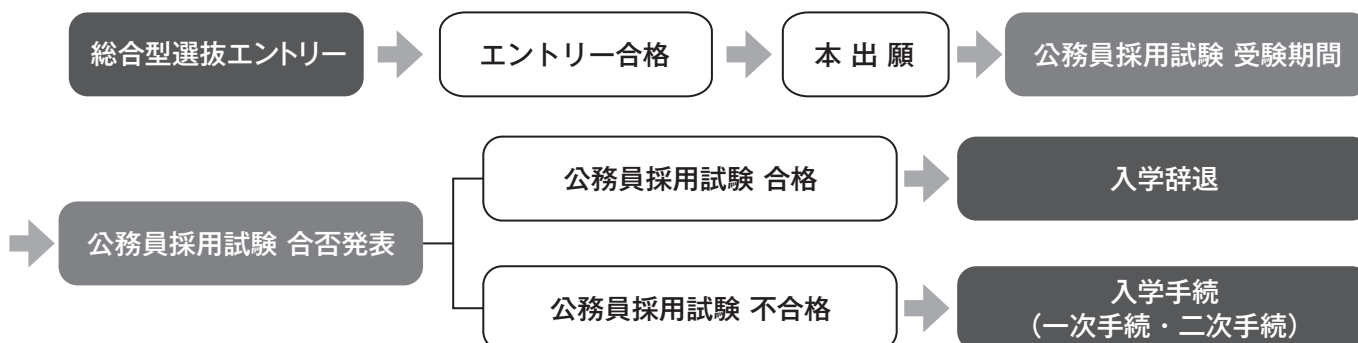 総合型選抜エントリー
エントリー合格
本出願
公務員採用試験 受験期間
公務員採用試験 合否発表
公務員採用試験 合格
入学辞退
公務員採用試験 不合格
入学手続
（一次手続・二次手続）